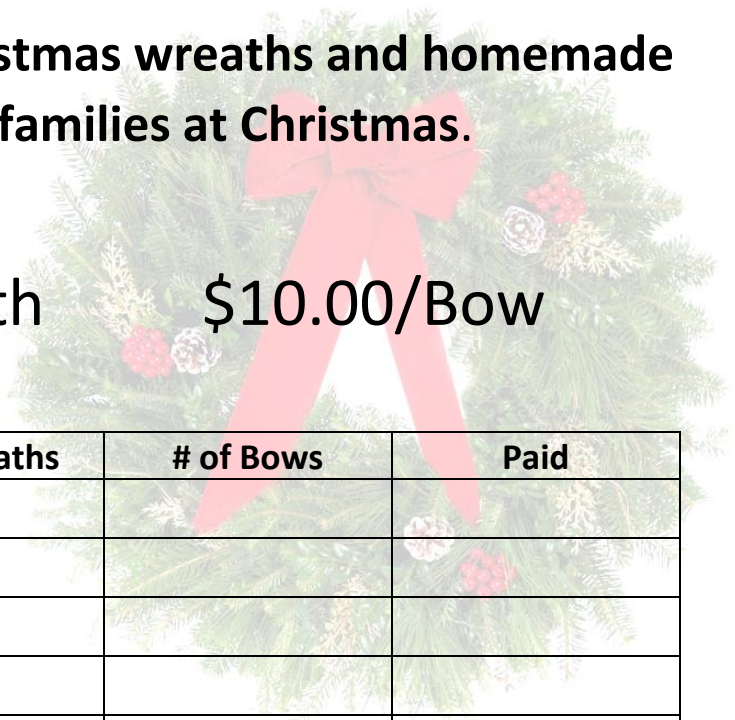 stmas wreaths and homemade
families at Christmas.
th $10.00/Bow
aths # of Bows Paid